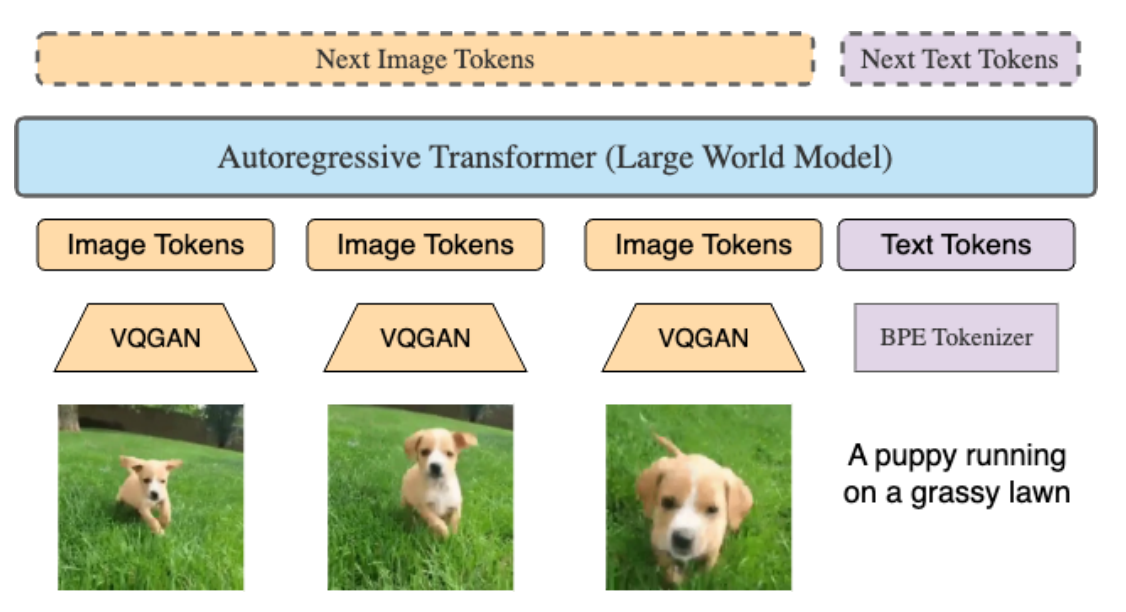 Next Image Tokens
Next Text Tokens
Autoregressive Transformer (Large World Model)
Image Tokens
Image Tokens
Image Tokens
Text Tokens
VQGAN
VQGAN
VQGAN
BPE Tokenizer
A puppy running
on a grassy lawn